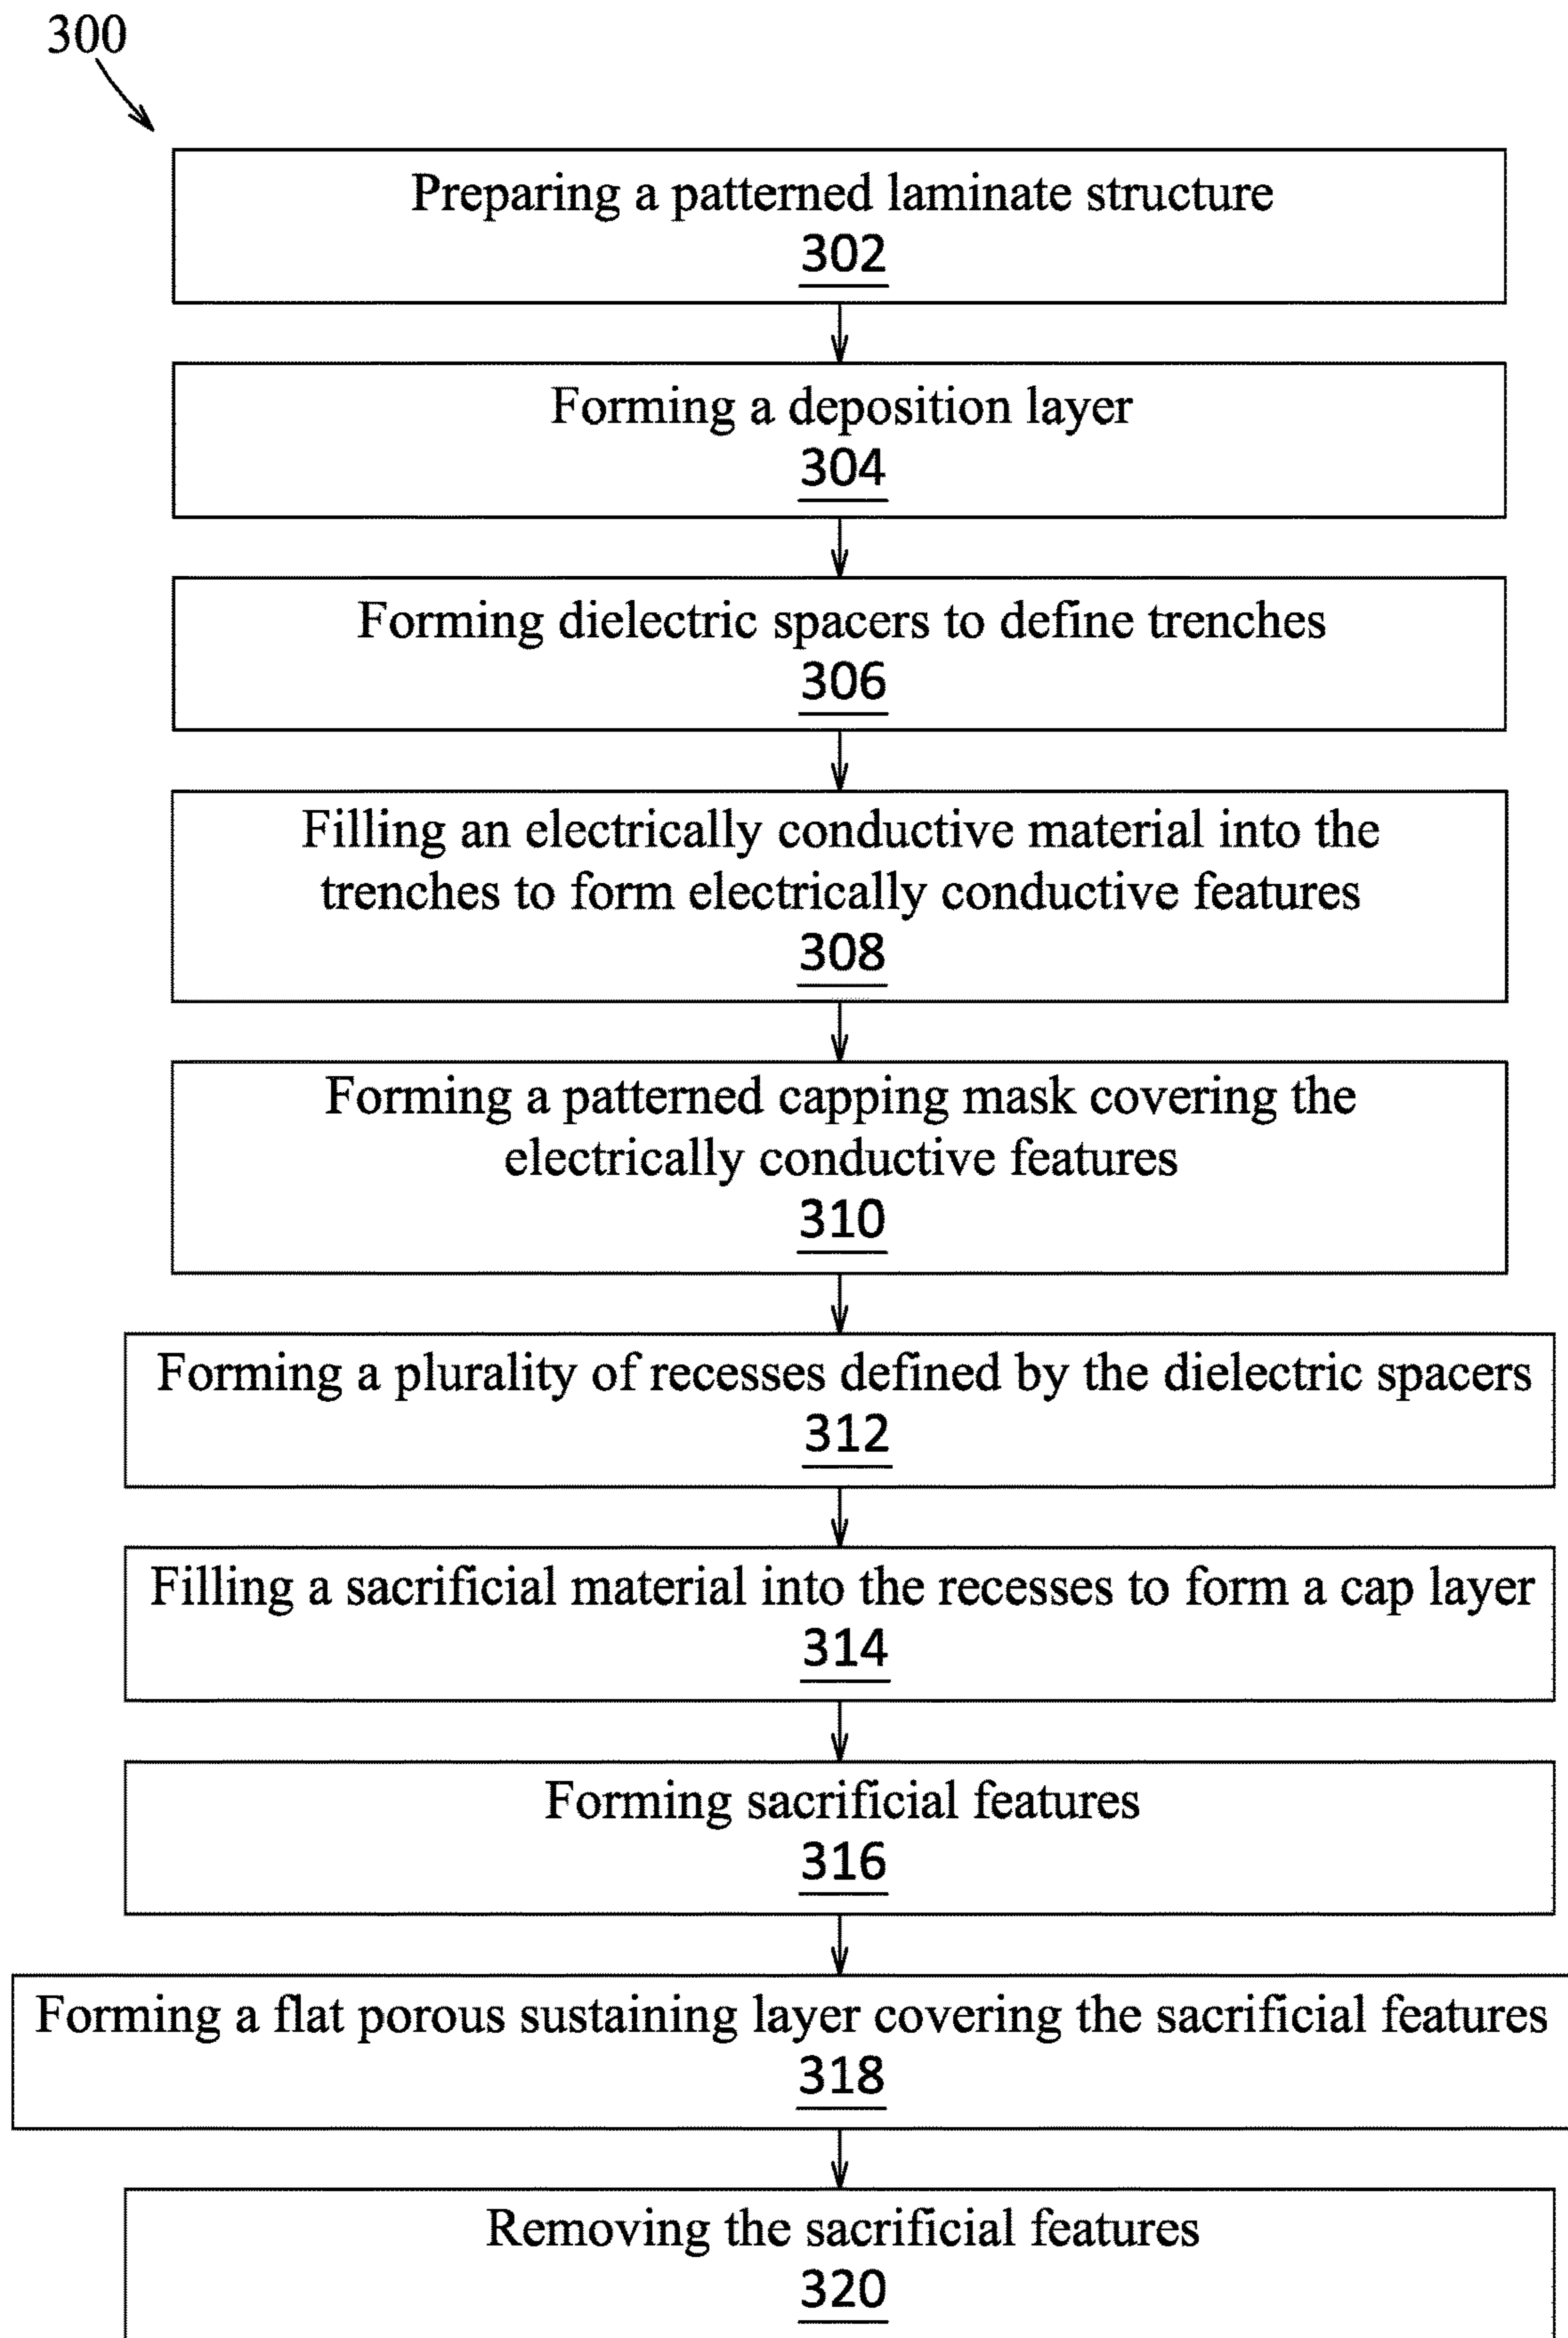 300
Preparing a patterned laminate structure
302
Forming a deposition layer
304
Forming dielectric spacers to define trenches
306
Filling an electrically conductive material into the
trenches to form electrically conductive features
308
Forming a patterned capping mask covering the
electrically conductive features
310
Forming a plurality of recesses defined by the dielectric spacers
312
Filling a sacrificial material into the recesses to form a cap layer
314
Forming sacrificial features
316
Forming a flat porous sustaining layer covering the sacrificial features
318
Removing the sacrificial features
320